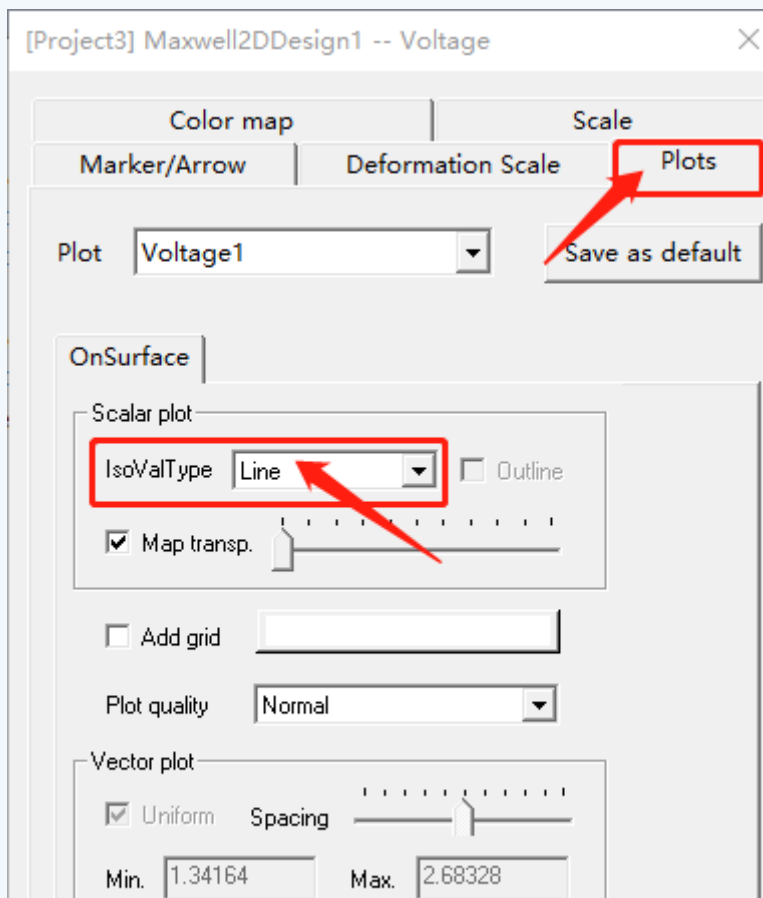 [Project3] Maxwell2DDesign1 -- Voltage
Color map Scale
Marker/Arrow Deformation Scale Plots
Plot Voltage1 Save as default
OnSurface
Scalar plot
IsoValType Line Outline
Map transp.
Add grid
Plot quality Normal
Vector plot
Uniform Spacing
Min. 1.34164 Max. 2.68328